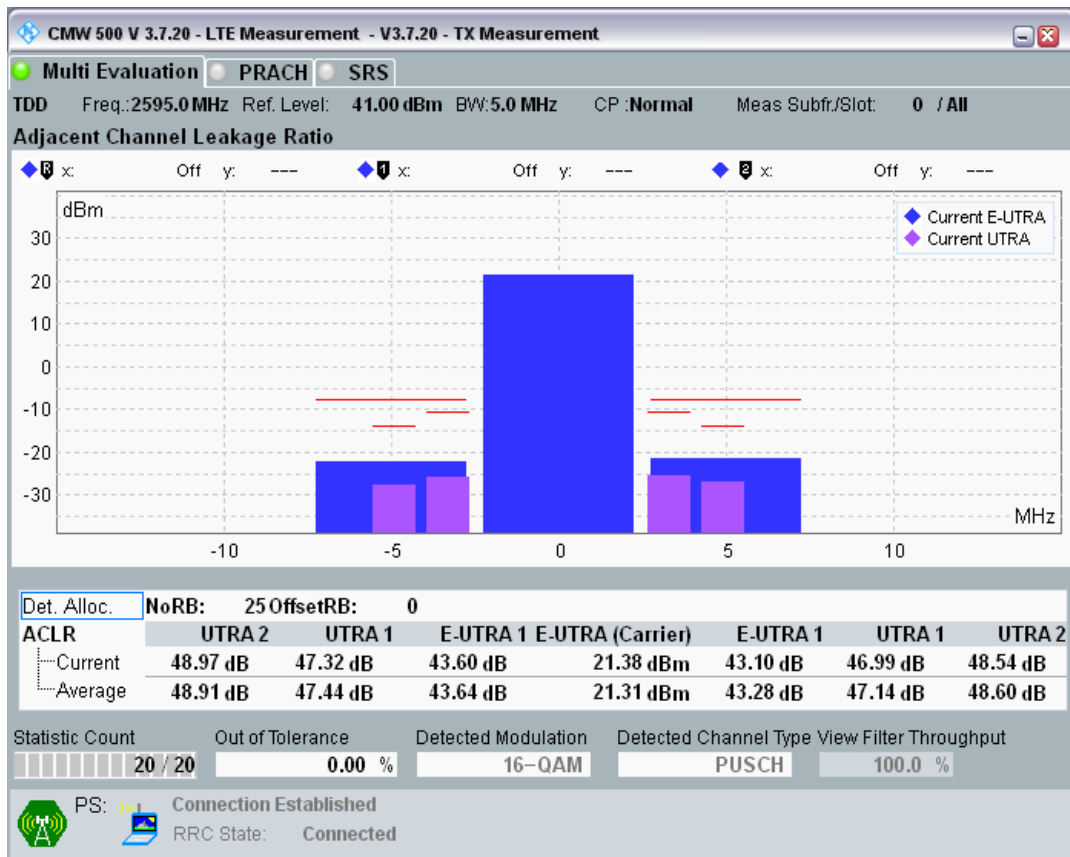 CMW 500 V 3.7.20 - LTE Measurement - V3.7.20 - TX Measurement
Multi Evaluation PRACH SRS
TDD Freq.:2595.0 MHz Ref. Level: 41.00 dBm BW:5.0 MHz CP :Normal Meas Subfr./Slot: 0 / All
Adjacent Channel Leakage Ratio
R x: Off y: --- 1 x: Off y: --- 2 x: Off y: ---
dBm
Current E-UTRA
Current UTRA
30
20
10
0
-10
-20
-30
MHz
-10 -5 0 5 10
Det. Alloc. NoRB: 25 OffsetRB: 0
ACLR UTRA 2 UTRA 1 E-UTRA 1 E-UTRA (Carrier) E-UTRA 1 UTRA 1 UTRA 2
Current 48.97 dB 47.32 dB 43.60 dB 21.38 dBm 43.10 dB 46.99 dB 48.54 dB
Average 48.91 dB 47.44 dB 43.64 dB 21.31 dBm 43.28 dB 47.14 dB 48.60 dB
Statistic Count Out of Tolerance Detected Modulation Detected Channel Type View Filter Throughput
20 / 20 0.00 % 16-QAM PUSCH 100.0 %
PS: Connection Established
RRC State: Connected